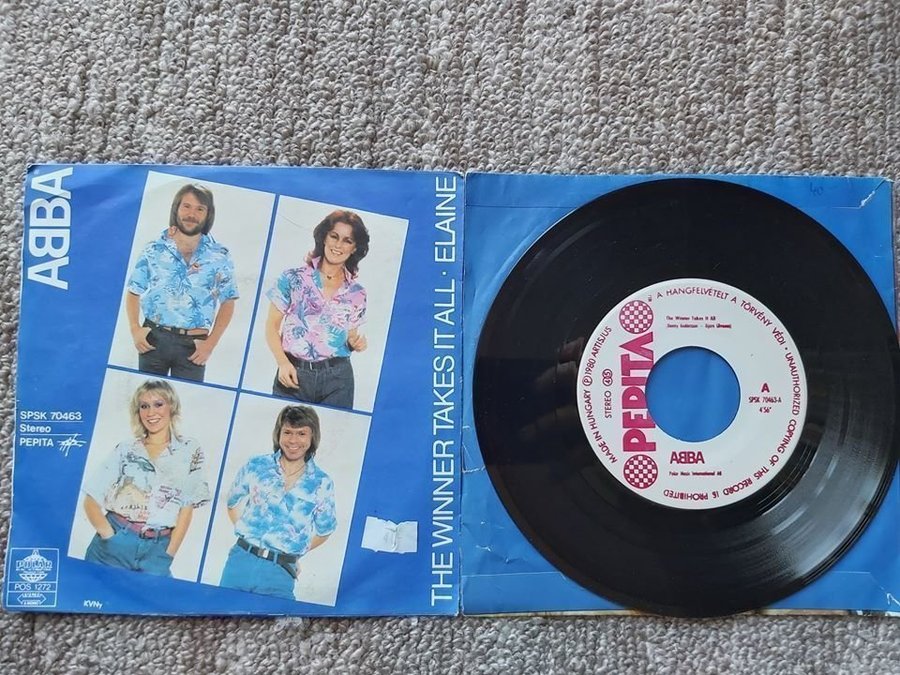 ABBA
THE WINNER TAKES IT ALL · ELAINE
SPSK 70463
Stereo
PEPITA
POLAR
POS 1272
KVNy
MADE IN HUNGARY Ⓟ 1980 ARTISJUS
A HANGFELVÉTELT A TÖRVÉNY VÉDI · UNAUTHORIZED COPYING OF THIS RECORD IS PROHIBITED
STEREO 45
PEPITA
The Winner Takes It All
A
SPSK 70463-A
4'56"
ABBA
Polar Music International AB